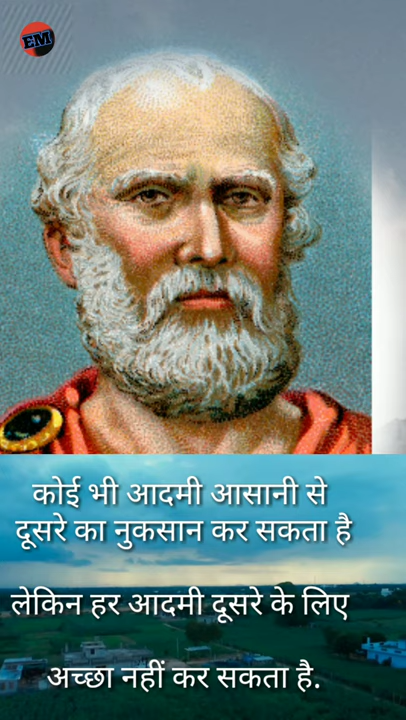 EM
कोई भी आदमी आसानी से
दूसरे का नुकसान कर सकता है
लेकिन हर आदमी दूसरे के लिए
अच्छा नहीं कर सकता है.